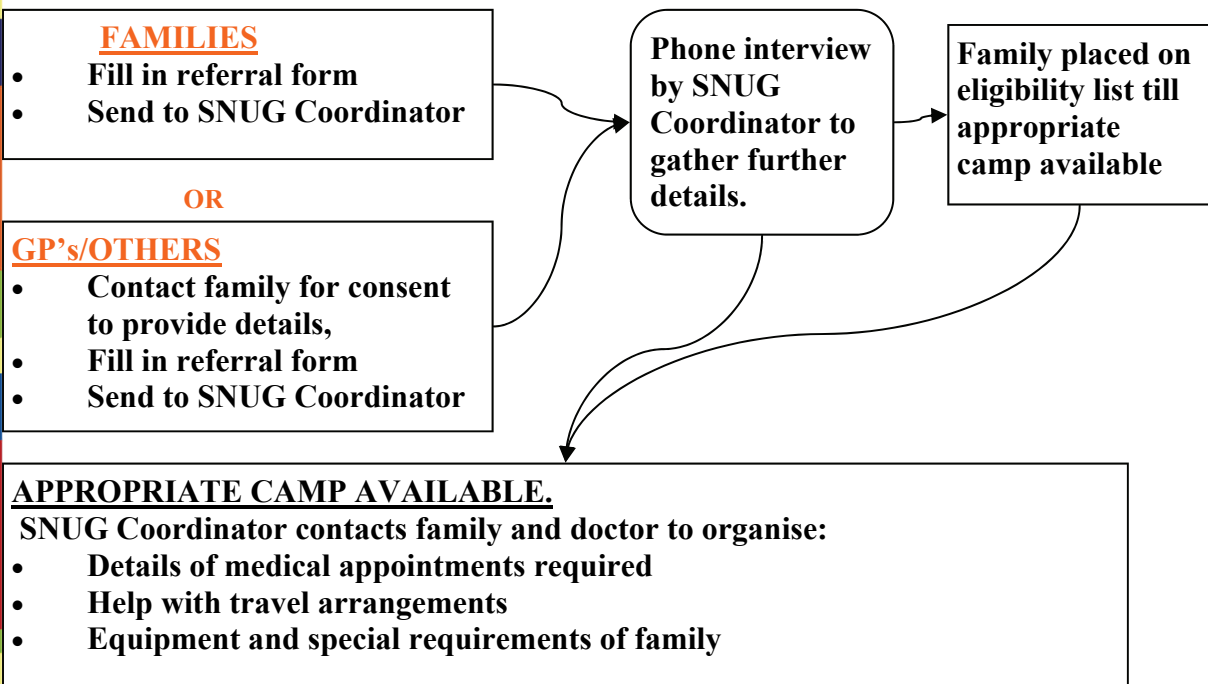 FAMILIES
• Fill in referral form
• Send to SNUG Coordinator
OR
GP’s/OTHERS
• Contact family for consent
to provide details,
• Fill in referral form
• Send to SNUG Coordinator
Phone interview
by SNUG
Coordinator to
gather further
details.
Family placed on
eligibility list till
appropriate
camp available
APPROPRIATE CAMP AVAILABLE.
SNUG Coordinator contacts family and doctor to organise:
• Details of medical appointments required
• Help with travel arrangements
• Equipment and special requirements of family